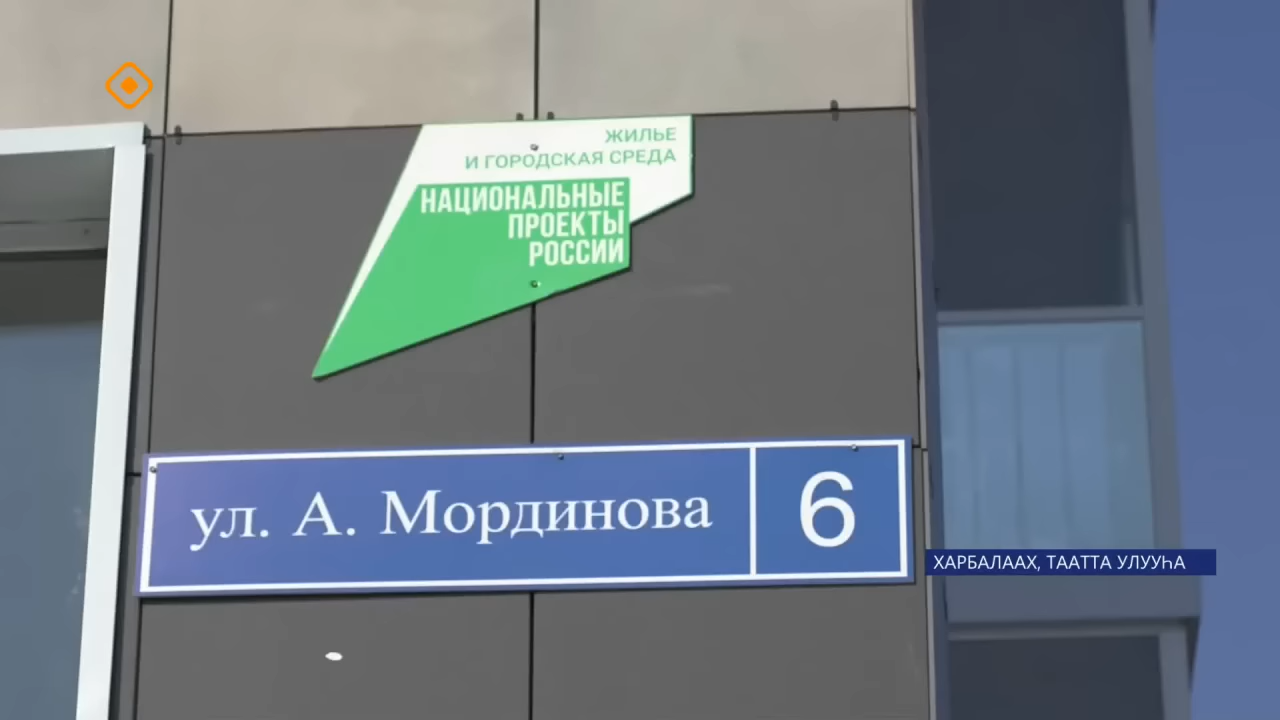 ЖИЛЬЕ
И ГОРОДСКАЯ СРЕДА
НАЦИОНАЛЬНЫЕ
ПРОЕКТЫ
РОССИИ
ул. А. Мординова 6
ХАРБАЛААХ, ТААТТА УЛУУҺА